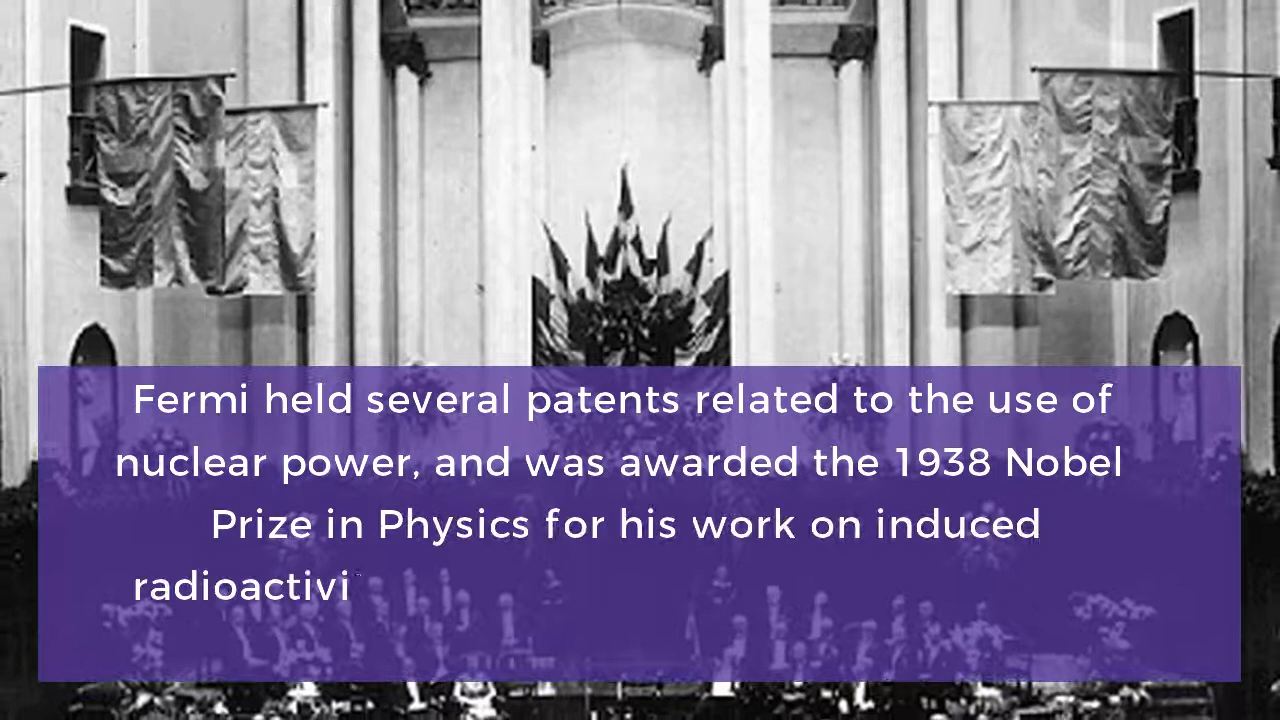 Fermi held several patents related to the use of
nuclear power, and was awarded the 1938 Nobel
Prize in Physics for his work on induced
radioactivi